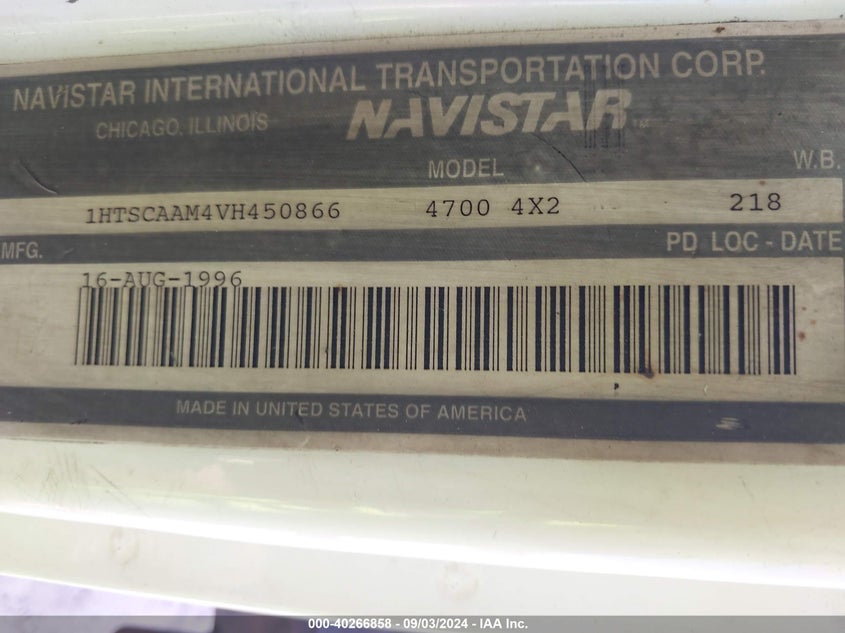 NAVISTAR INTERNATIONAL TRANSPORTATION CORP.
CHICAGO, ILLINOIS NAVISTAR
MODEL W.B.
1HTSCAAM4VH450866 4700 4X2 218
MFG. PD LOC - DATE
16-AUG-1996
MADE IN UNITED STATES OF AMERICA
000-40266858 - 09/03/2024 - IAA Inc.